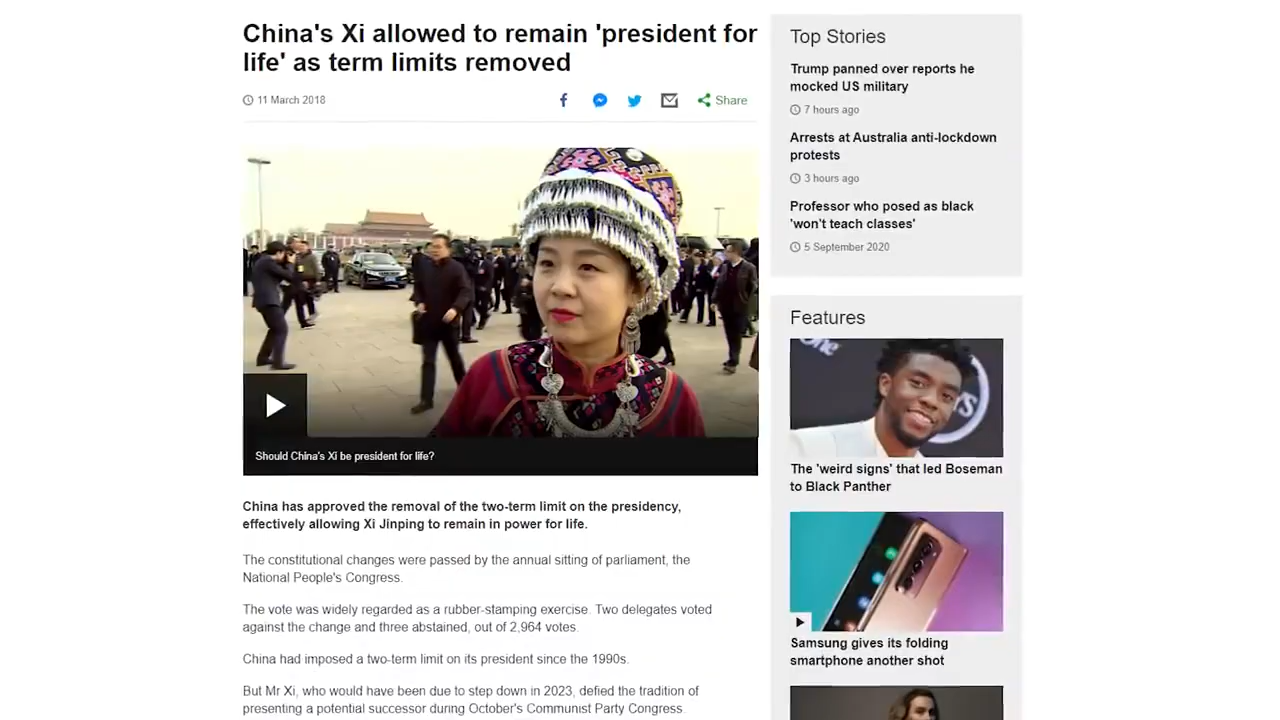 China's Xi allowed to remain 'president for
life' as term limits removed
11 March 2018
Share
Should China's Xi be president for life?
China has approved the removal of the two-term limit on the presidency,
effectively allowing Xi Jinping to remain in power for life.
The constitutional changes were passed by the annual sitting of parliament, the
National People's Congress.
The vote was widely regarded as a rubber-stamping exercise. Two delegates voted
against the change and three abstained, out of 2,964 votes.
China had imposed a two-term limit on its president since the 1990s.
But Mr Xi, who would have been due to step down in 2023, defied the tradition of
presenting a potential successor during October's Communist Party Congress.
Top Stories
Trump panned over reports he
mocked US military
7 hours ago
Arrests at Australia anti-lockdown
protests
3 hours ago
Professor who posed as black
'won't teach classes'
5 September 2020
Features
The 'weird signs' that led Boseman
to Black Panther
Samsung gives its folding
smartphone another shot